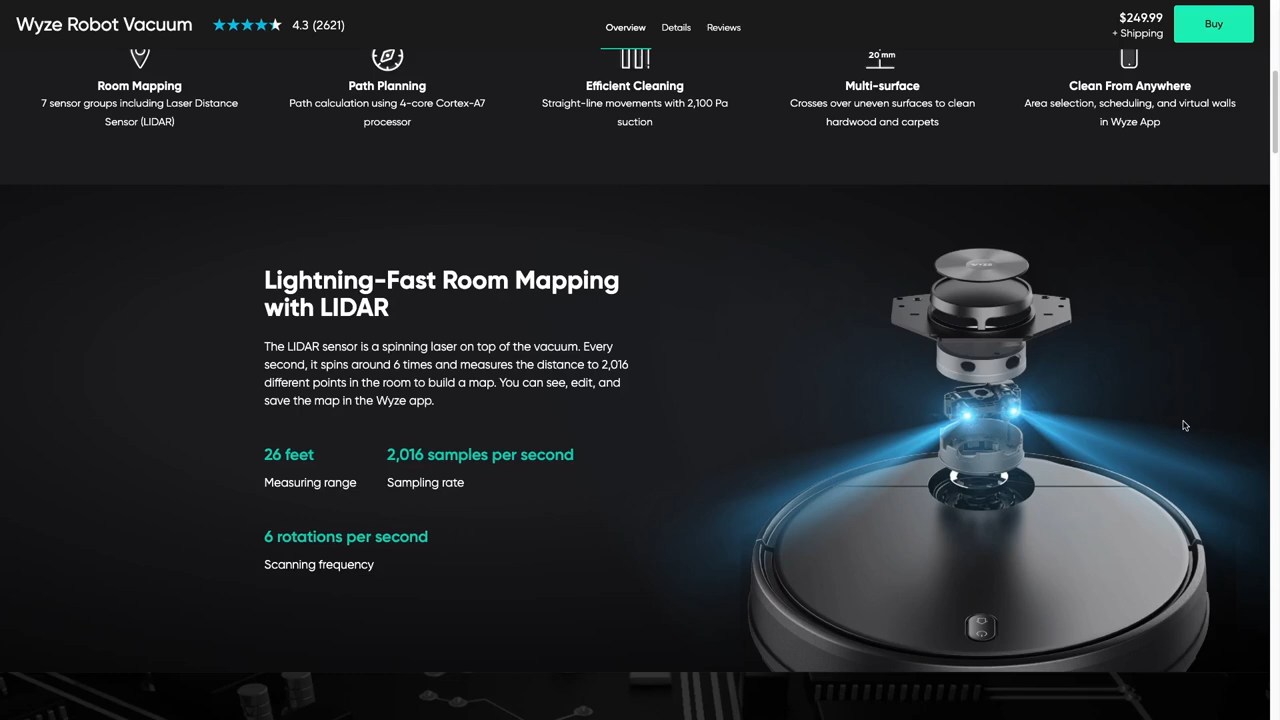 Wyze Robot Vacuum
4.3 (2621)
Overview
Details
Reviews
$249.99
+ Shipping
Buy
20 mm
Room Mapping
7 sensor groups including Laser Distance
Sensor (LIDAR)
Path Planning
Path calculation using 4-core Cortex-A7
processor
Efficient Cleaning
Straight-line movements with 2,100 Pa
suction
Multi-surface
Crosses over uneven surfaces to clean
hardwood and carpets
Clean From Anywhere
Area selection, scheduling, and virtual walls
in Wyze App
Lightning-Fast Room Mapping
with LIDAR
The LIDAR sensor is a spinning laser on top of the vacuum. Every
second, it spins around 6 times and measures the distance to 2,016
different points in the room to build a map. You can see, edit, and
save the map in the Wyze app.
26 feet
Measuring range
2,016 samples per second
Sampling rate
6 rotations per second
Scanning frequency
WYZE